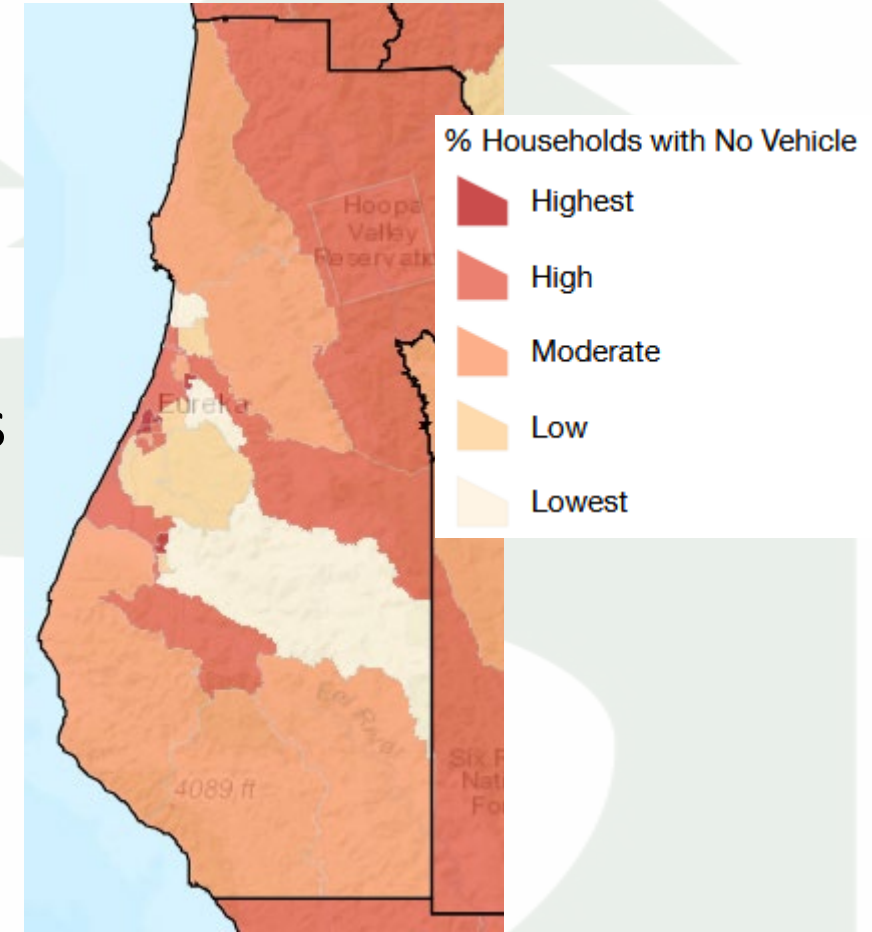 % Households with No Vehicle
Highest
High
Moderate
Low
Lowest
Hoopa
Valley
Reservatio
Eureka
s
Eel River
4089 ft
Six R
Nati
Fo